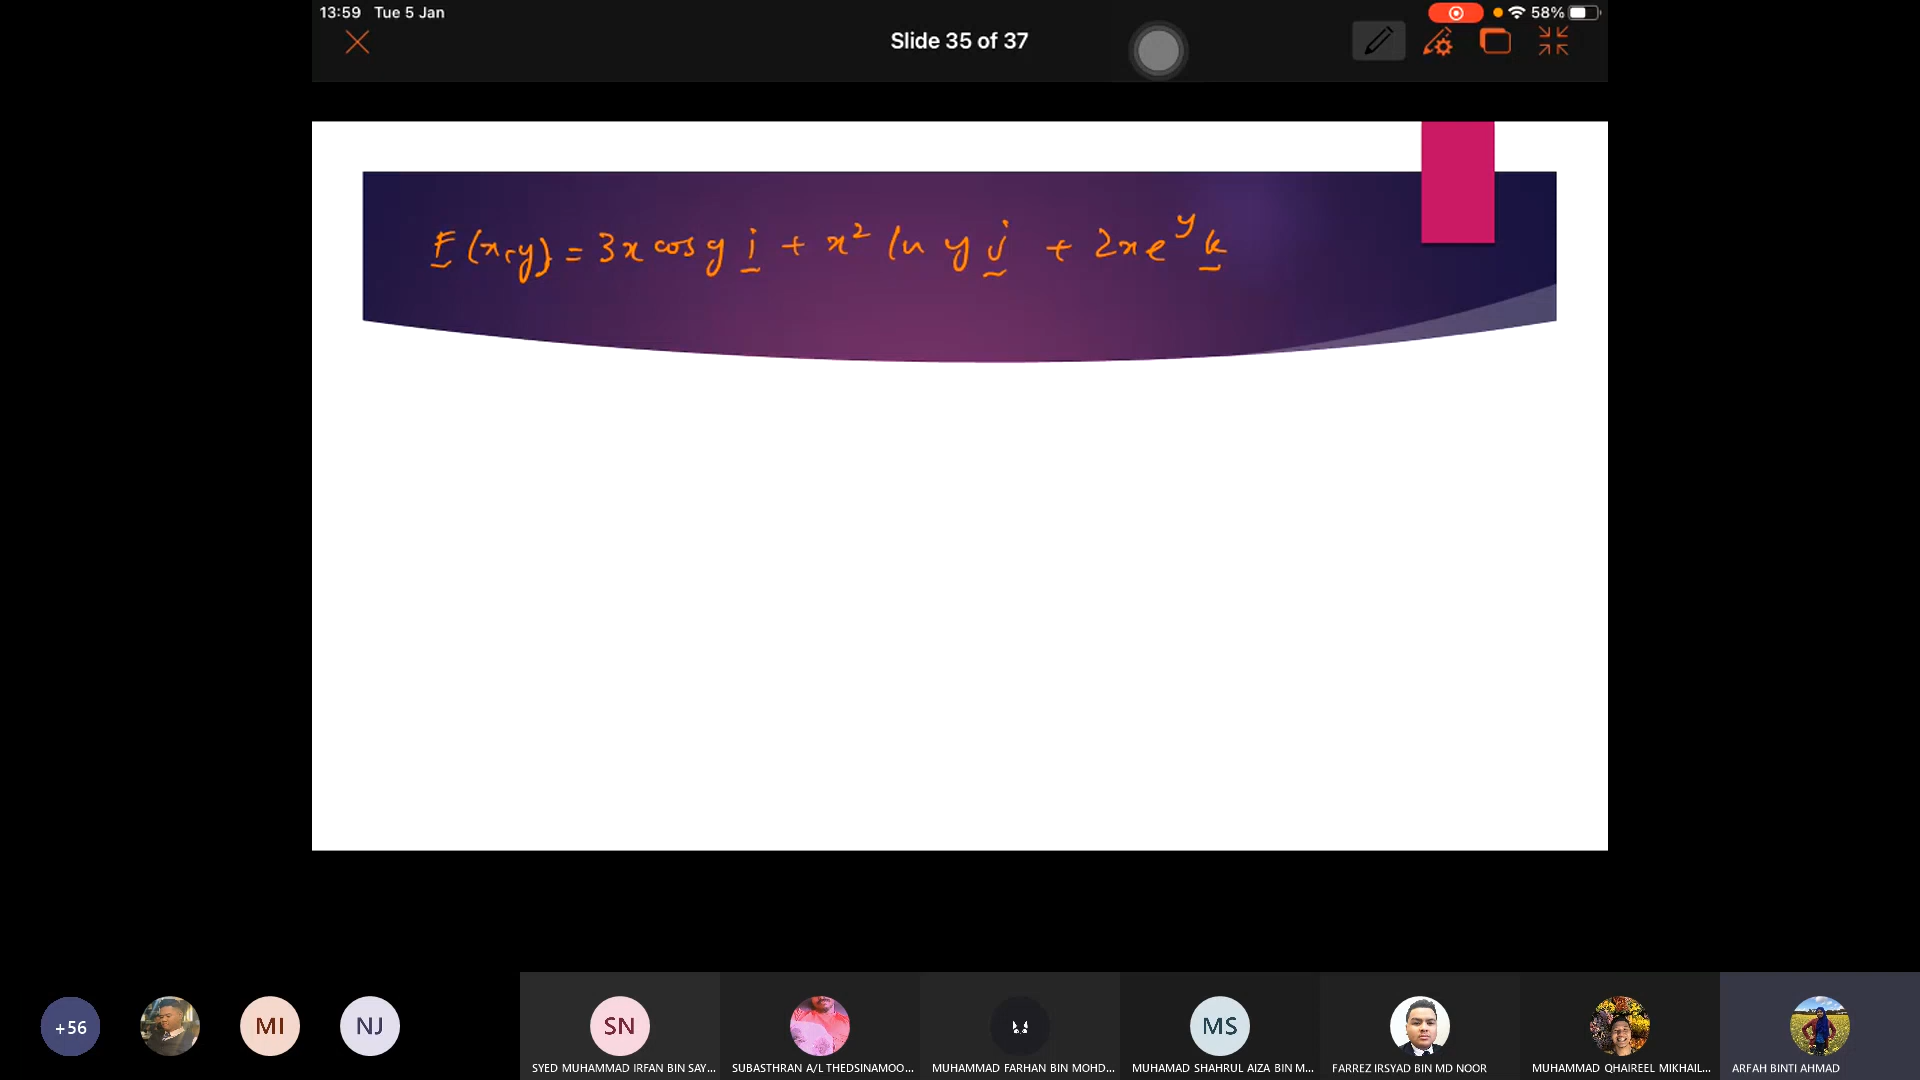 13:59 Tue 5 Jan
58%
Slide 35 of 37
F(x,y) = 3x cos y i + x² ln y j + 2xe^y k
+56
MI
NJ
SN
MS
SYED MUHAMMAD IRFAN BIN SAY...
SUBASTHRAN A/L THEDSINAMOO...
MUHAMMAD FARHAN BIN MOHD...
MUHAMAD SHAHRUL AIZA BIN M...
FARREZ IRSYAD BIN MD NOOR
MUHAMMAD QHAIREEL MIKHAIL...
ARFAH BINTI AHMAD